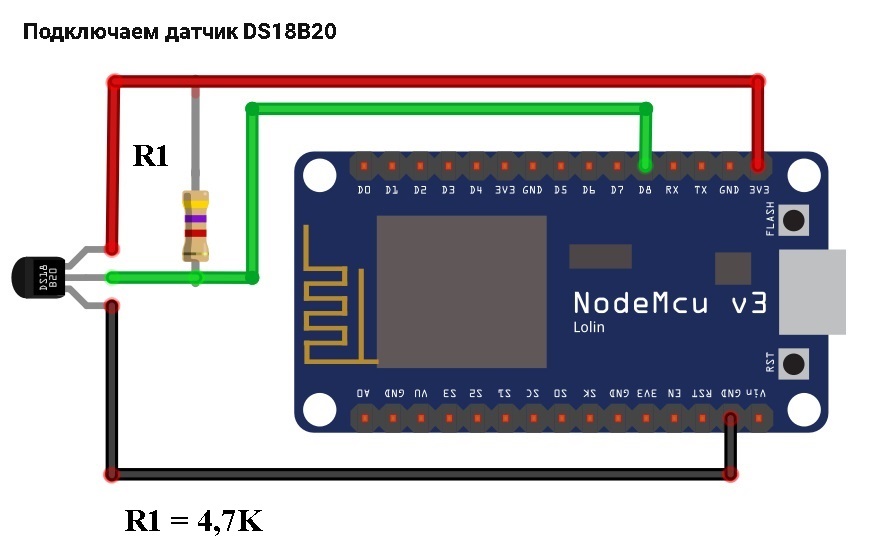 Подключаем датчик DS18B20
R1
D0 D1 D2 D3 D4 3V3 GND D5 D6 D7 D8 RX TX GND 3V3
FLASH
DS18
B20
NodeMcu v3
Lolin
RST
A0 GND VU S3 S2 S1 SC S0 SK GND 3V3 EN RST GND Vin
R1 = 4,7K